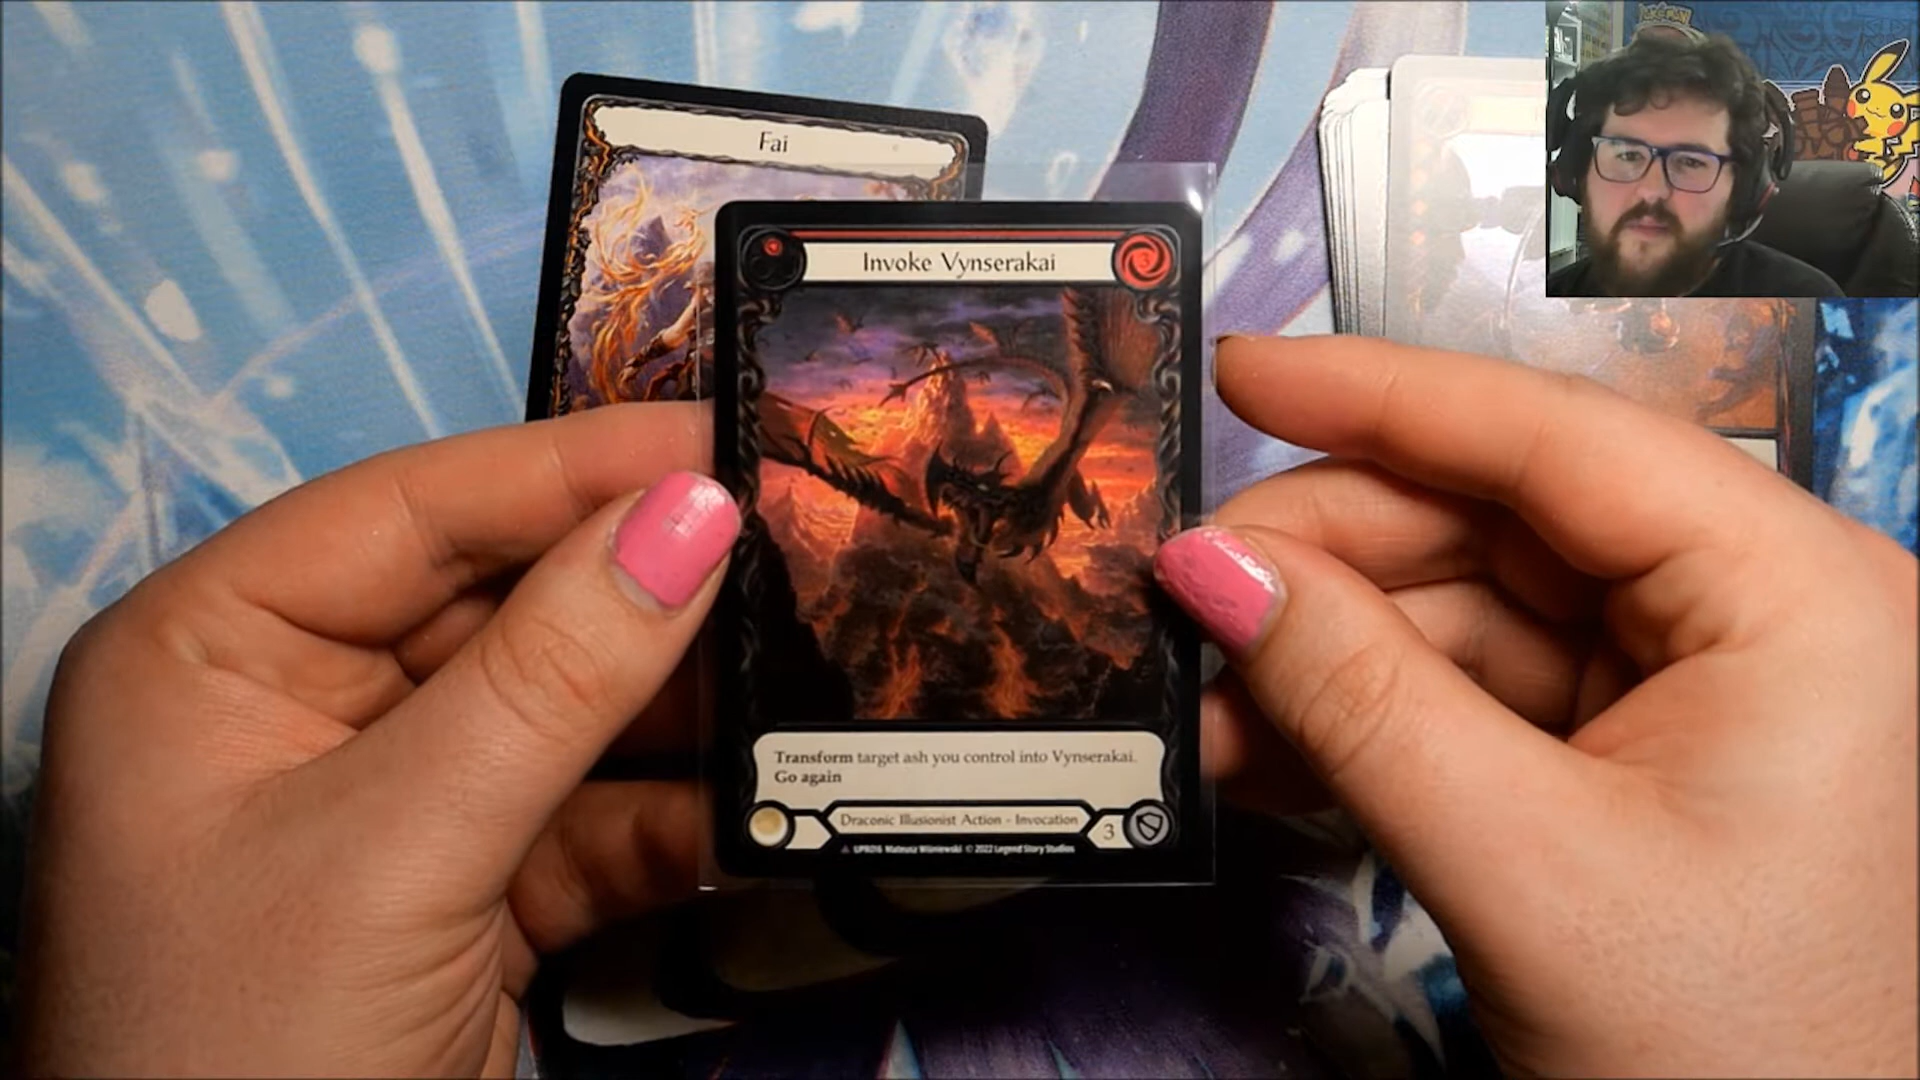 POKéMON
Fai
Invoke Vynserakai
3
Transform target ash you control into Vynserakai.
Go again
Draconic Illusionist Action - Invocation
3
UPR016 Mateusz Wiśniewski © 2022 Legend Story Studios